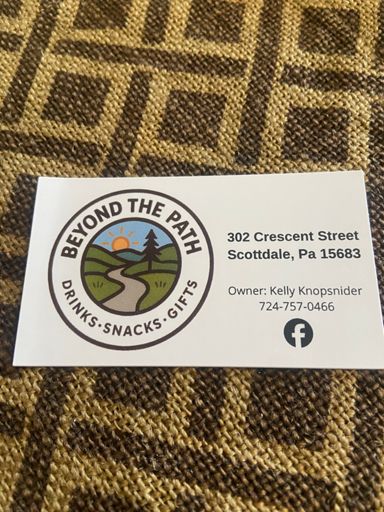 BEYOND THE PATH
DRINKS·SNACKS·GIFTS
302 Crescent Street
Scottdale, Pa 15683
Owner: Kelly Knopsnider
724-757-0466